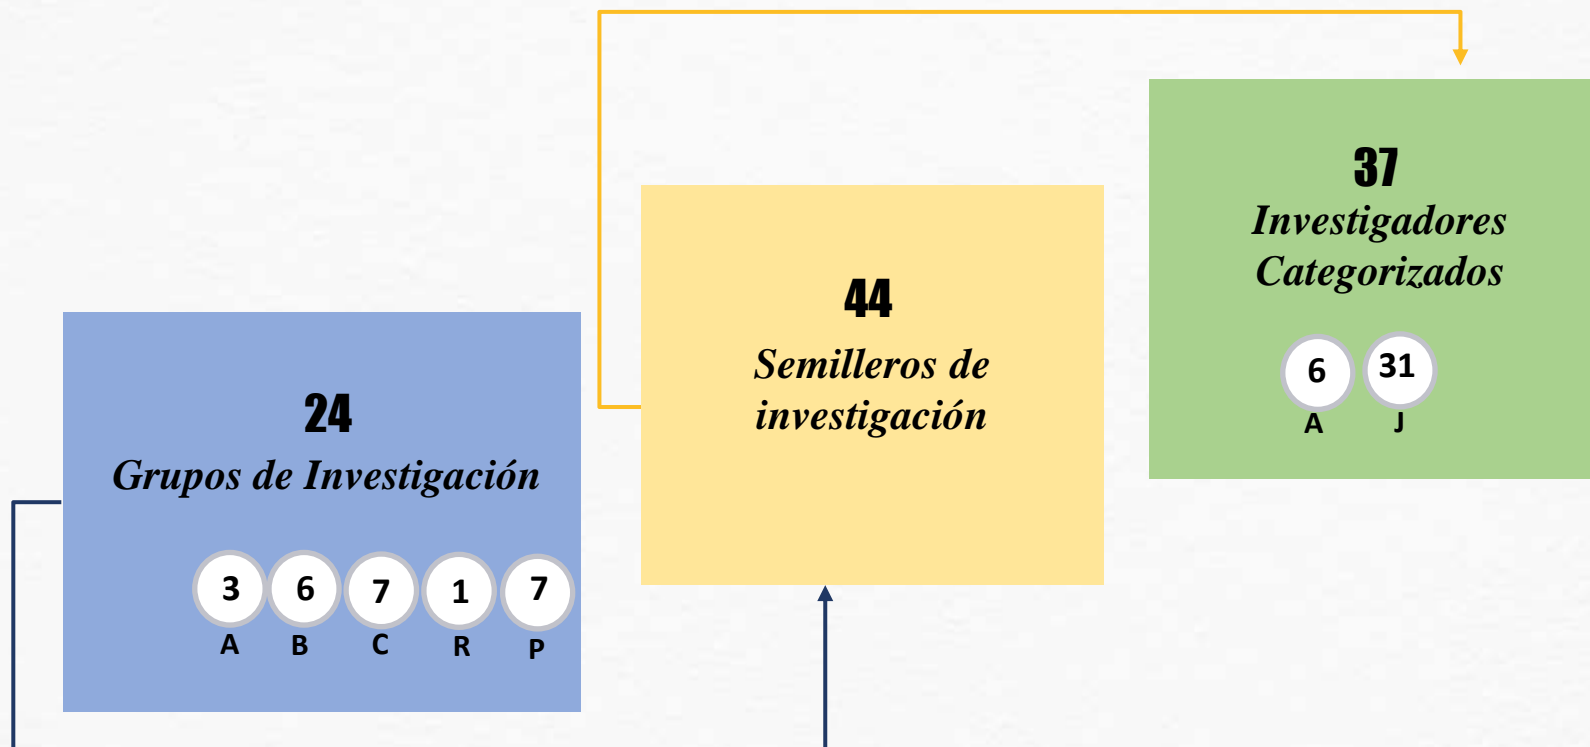 24
Grupos de Investigación
3 6 7 1 7
A B C R P
44
Semilleros de
investigación
37
Investigadores
Categorizados
6 31
A J